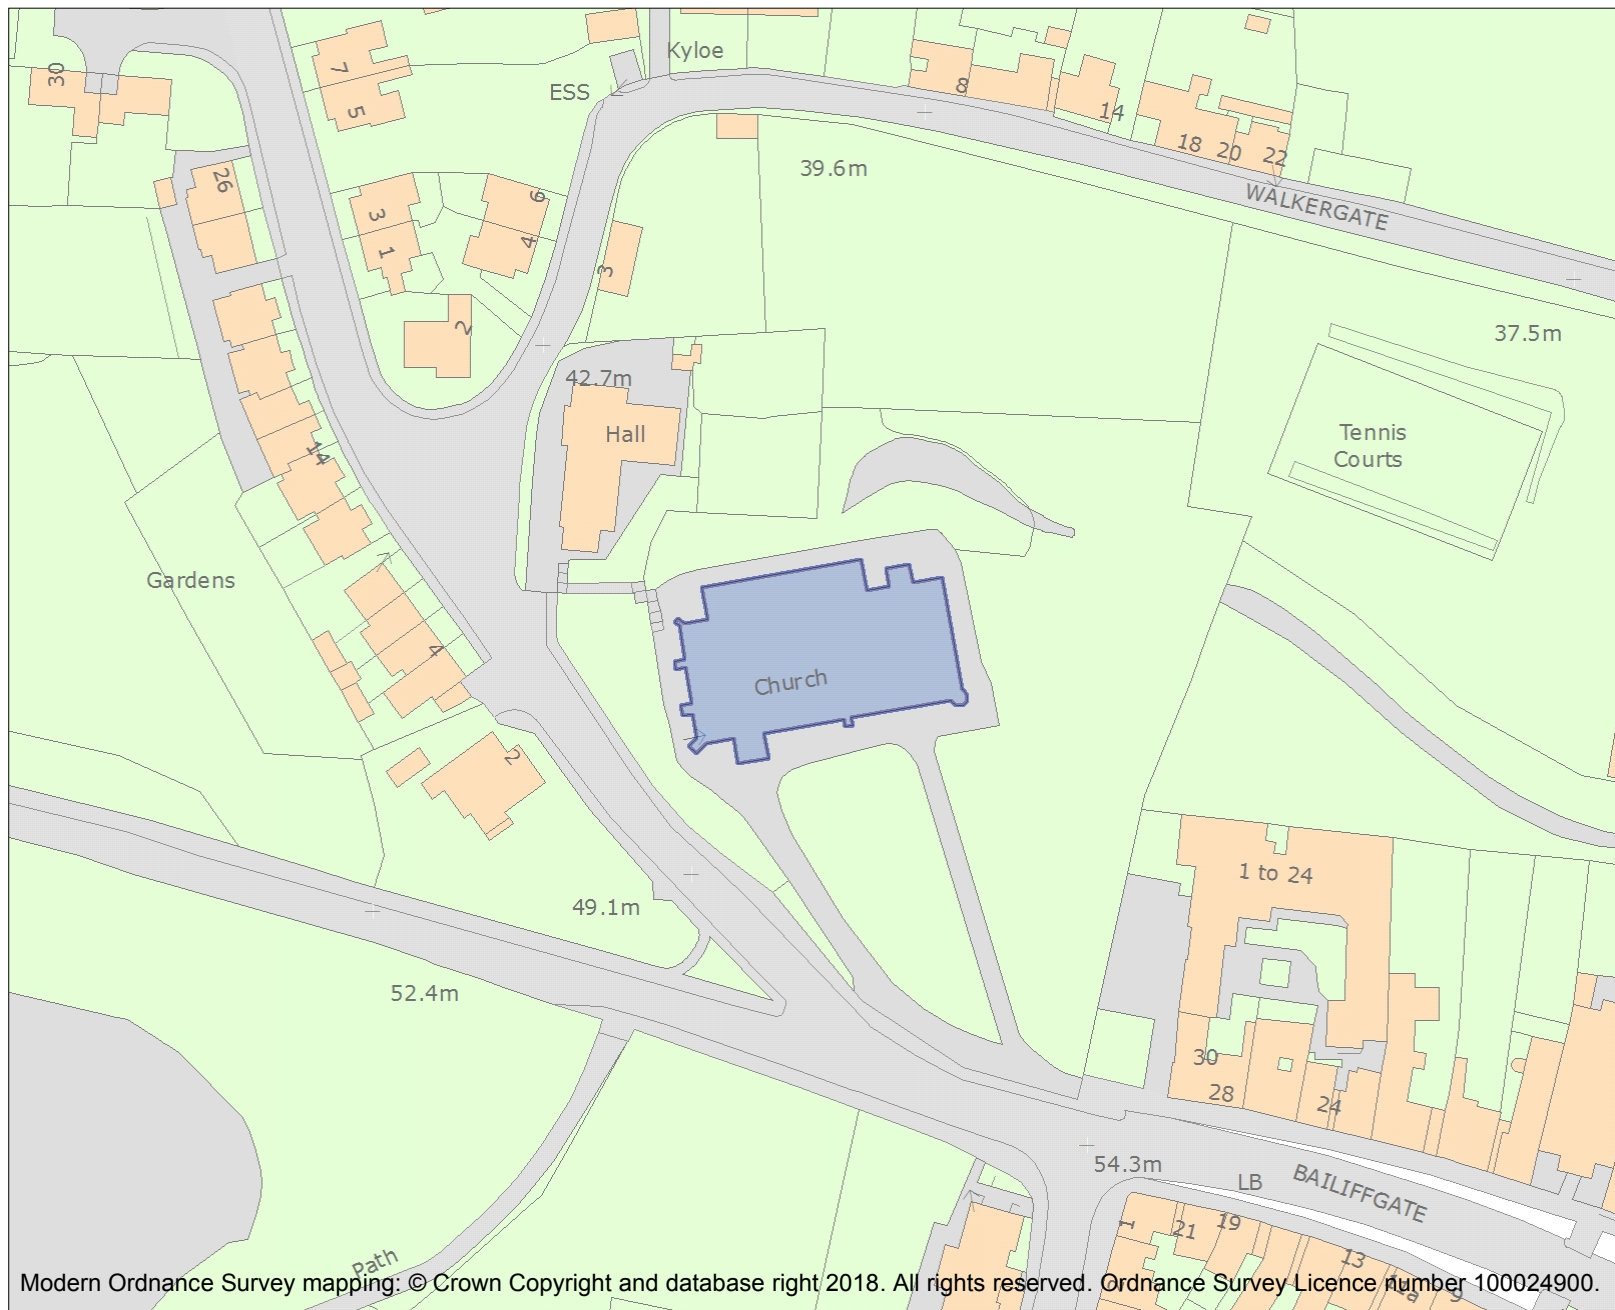 Kyloe
30
7
ESS
8
5
14
18
20
22
39.6m
26
6
WALKERGATE
3
4
1
3
2
37.5m
42.7m
Hall
Tennis
Courts
14
Gardens
4
Church
2
1 to 24
49.1m
52.4m
30
28
24
54.3m
LB
BAILIFFGATE
1
21
19
13
11a
9
Path
Modern Ordnance Survey mapping: © Crown Copyright and database right 2018. All rights reserved. Ordnance Survey Licence number 100024900.